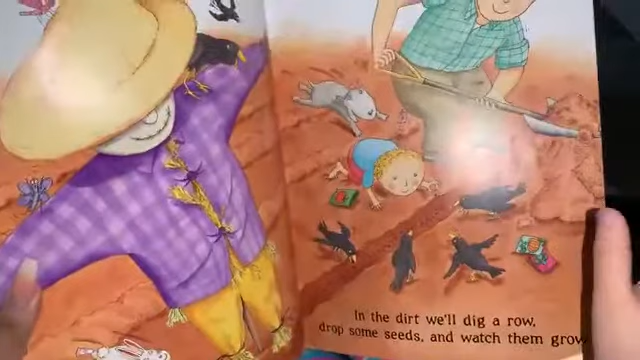 In the dirt we'll dig a row,
drop some seeds, and watch them grow